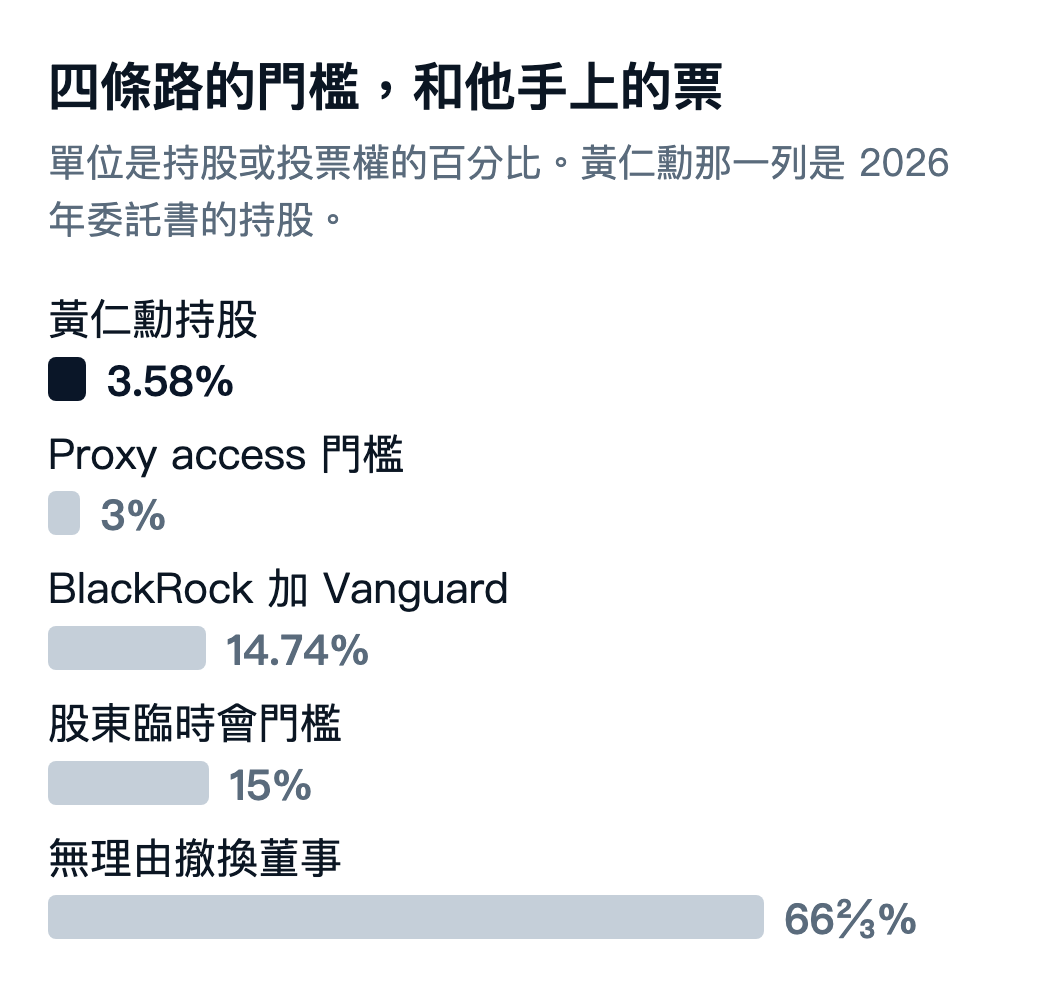 四條路的門檻，和他手上的票
單位是持股或投票權的百分比。黃仁勳那一列是 2026
年委託書的持股。
黃仁勳持股
3.58%
Proxy access 門檻
3%
BlackRock 加 Vanguard
14.74%
股東臨時會門檻
15%
無理由撤換董事
66⅔%